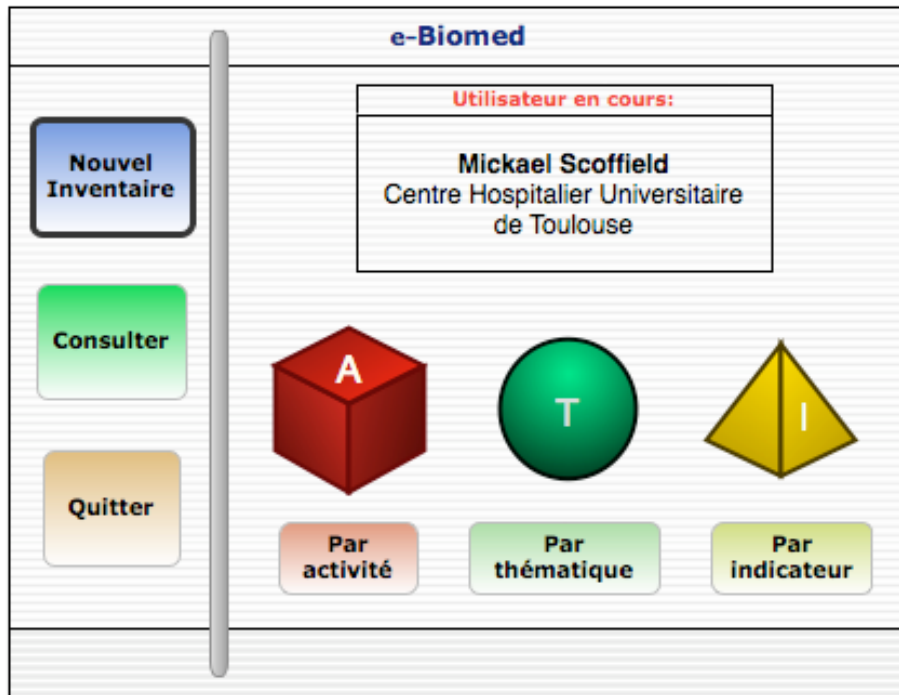 e-Biomed
Utilisateur en cours:
Mickael Scoffield
Centre Hospitalier Universitaire
de Toulouse
Nouvel
Inventaire
Consulter
Quitter
A
T
I
Par
activité
Par
thématique
Par
indicateur